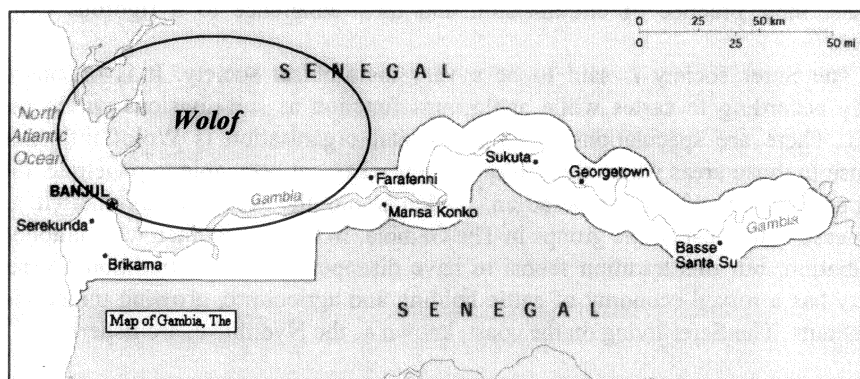 0 25 50 km
0 25 50 mi
S E N E G A L
North
Atlantic
Ocean
Wolof
Sukuta
Georgetown
Farafenni
BANJUL
Gambia
Mansa Konko
Serekunda
Gambia
Brikama
Basse
Santa Su
S E N E G A L
Map of Gambia, The